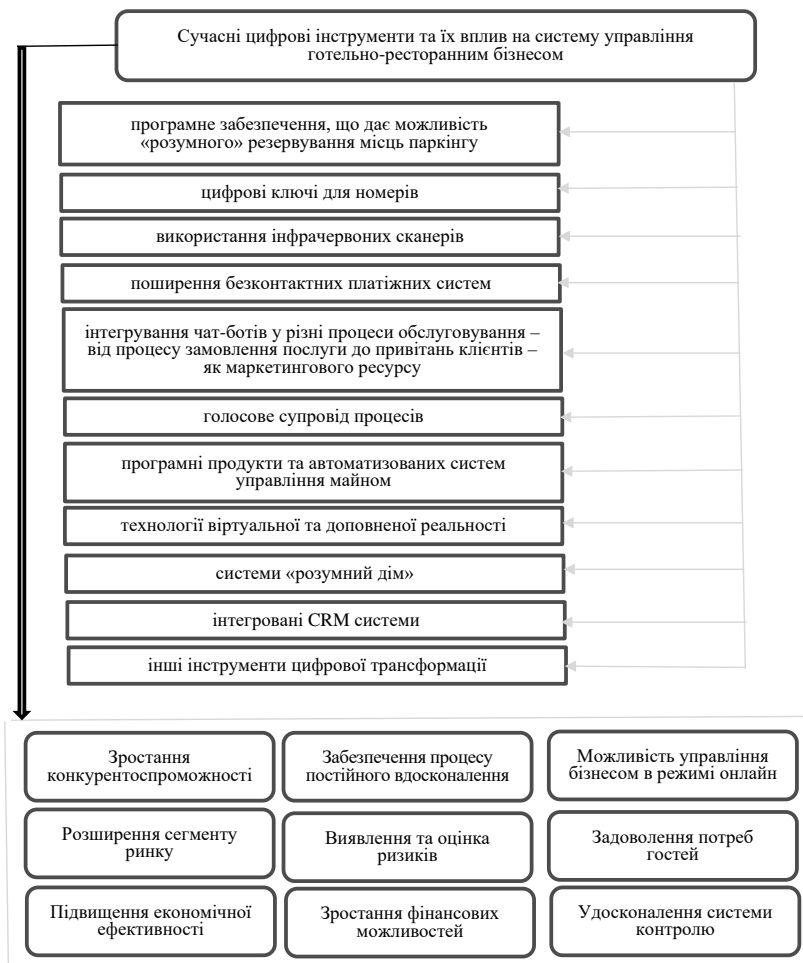 Сучасні цифрові інструменти та їх вплив на систему управління
готельно-ресторанним бізнесом
програмне забезпечення, що дає можливість
«розумного» резервування місць паркінгу
цифрові ключі для номерів
використання інфрачервоних сканерів
поширення безконтактних платіжних систем
інтегрування чат-ботів у різні процеси обслуговування –
від процесу замовлення послуги до привітань клієнтів –
як маркетингового ресурсу
голосове супровід процесів
програмні продукти та автоматизованих систем
управління майном
технології віртуальної та доповненої реальності
системи «розумний дім»
інтегровані CRM системи
інші інструменти цифрової трансформації
Зростання
конкурентоспроможності
Забезпечення процесу
постійного вдосконалення
Можливість управління
бізнесом в режимі онлайн
Розширення сегменту
ринку
Виявлення та оцінка
ризиків
Задоволення потреб
гостей
Підвищення економічної
ефективності
Зростання фінансових
можливостей
Удосконалення системи
контролю